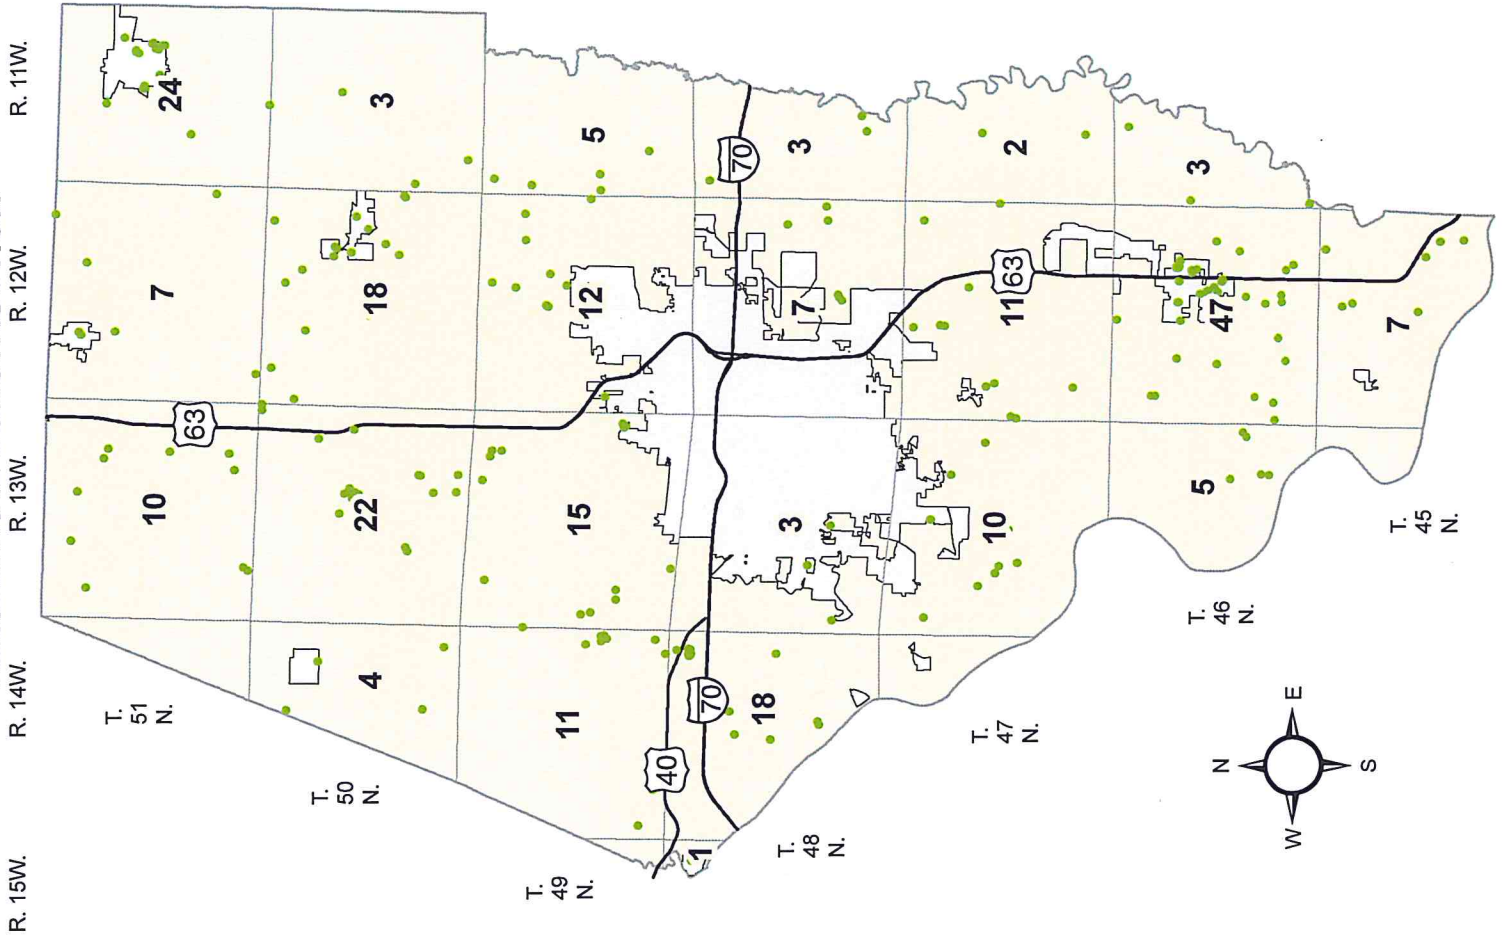 R. 15W. R. 14W. R. 13W. R. 12W. R. 11W.
T.
51
N.
10 7 24
63
T.
50
N.
4 22 18 3
T.
49
N.
11 15 12 5
40
1
70 70
T.
48
N.
18 3 7 3
T.
47
N.
10 11 2
63
T.
46
N.
5 47 3
T.
45
N.
7
N
W E
S